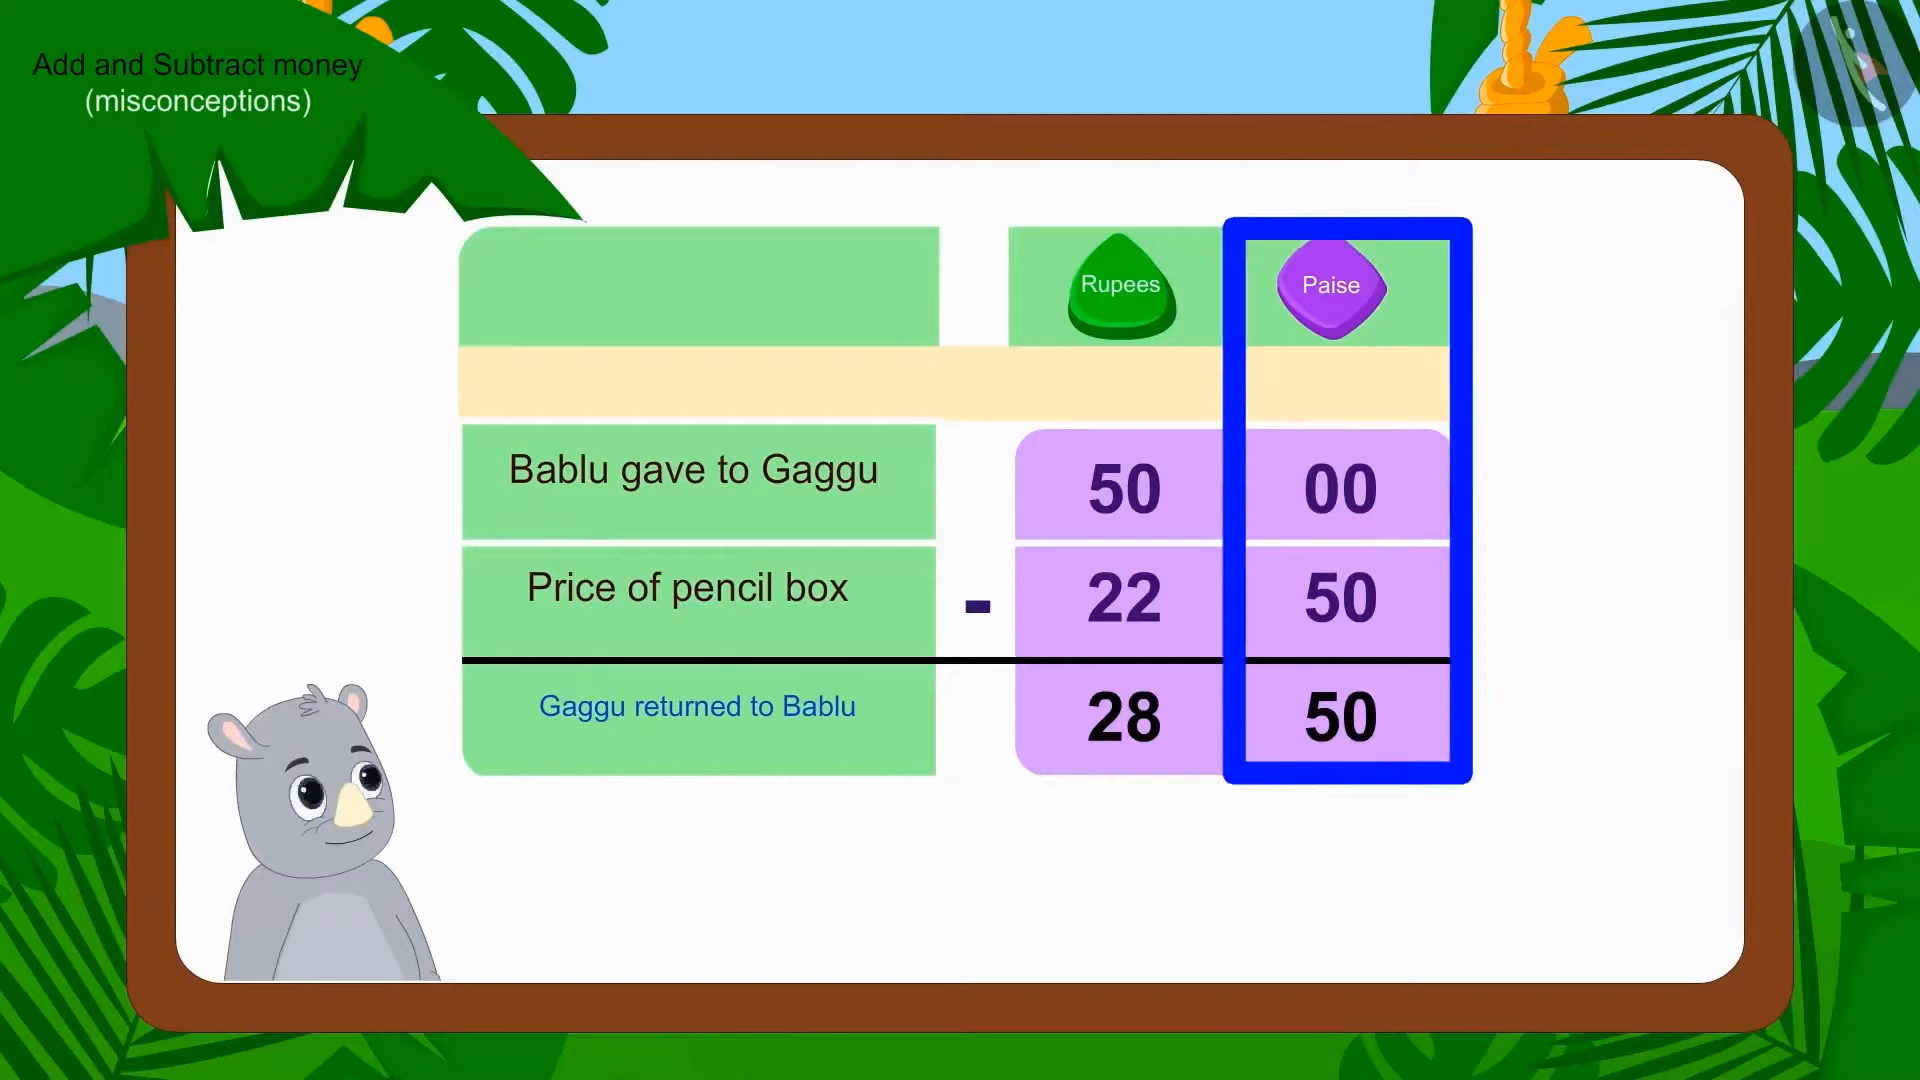 Add and Subtract money
(misconceptions)
Rupees Paise
Bablu gave to Gaggu 50 00
Price of pencil box - 22 50
Gaggu returned to Bablu 28 50